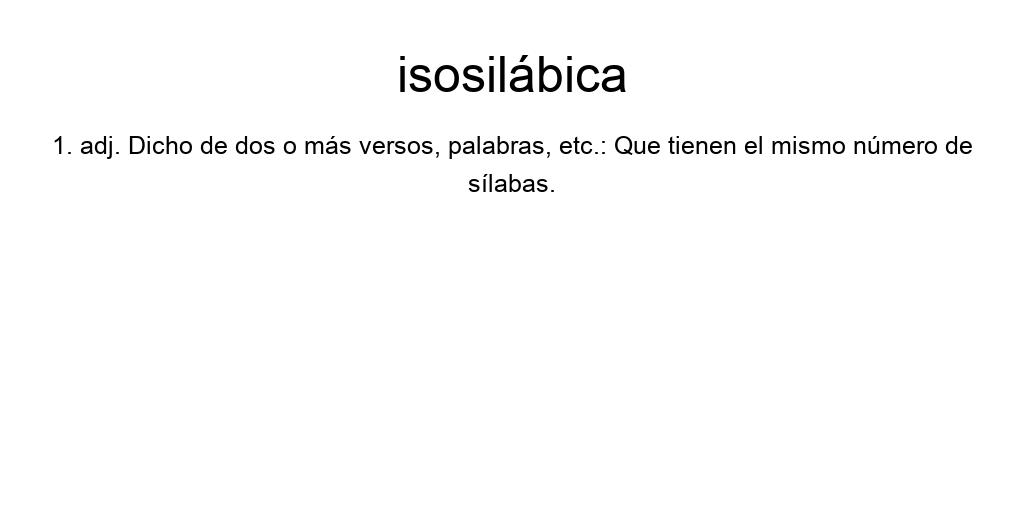 isosilábica
1. adj. Dicho de dos o más versos, palabras, etc.: Que tienen el mismo número de
sílabas.